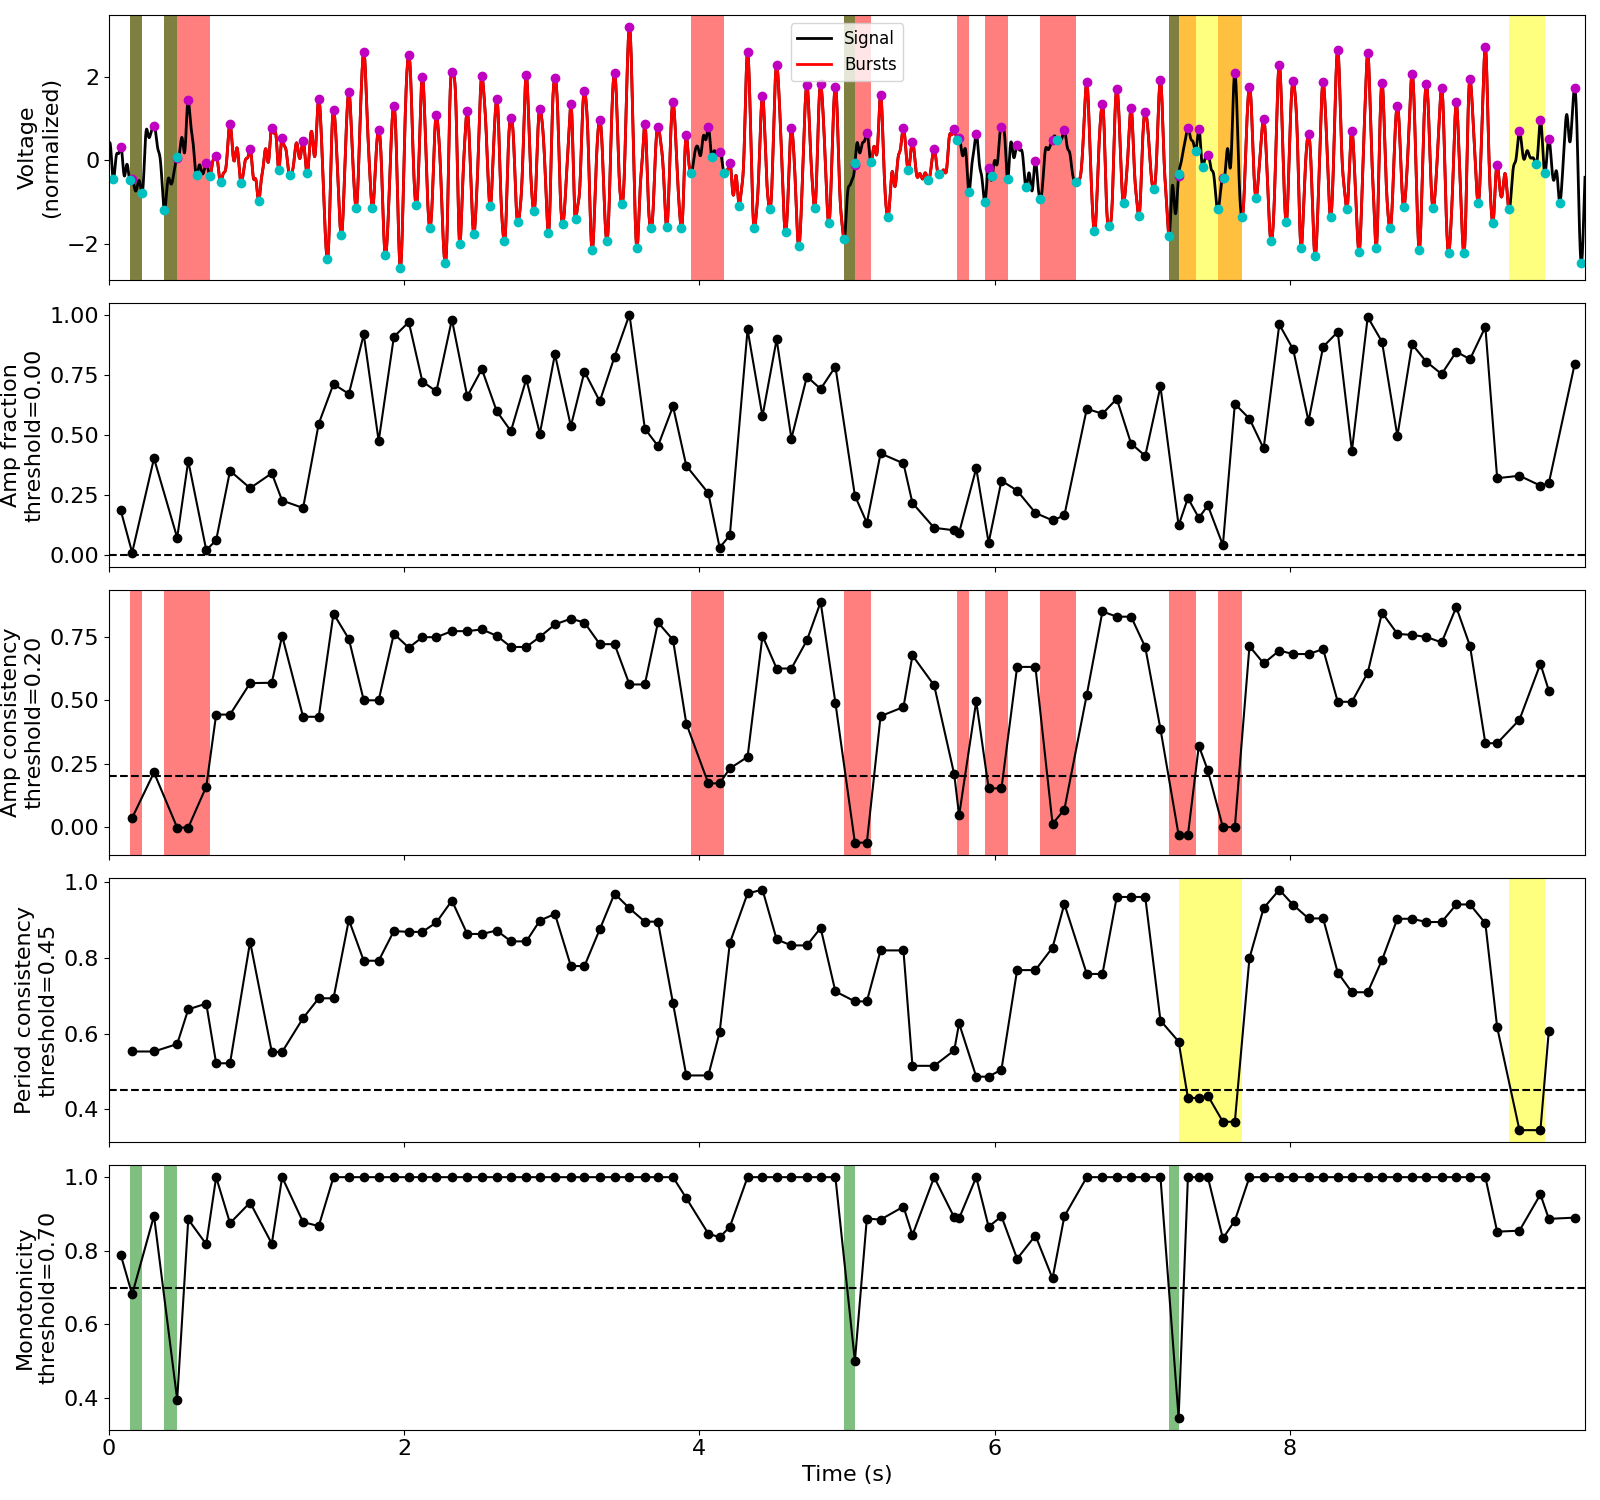 Voltage
(normalized)
2
0
−2
Signal
Bursts
Amp fraction
threshold=0.00
1.00
0.75
0.50
0.25
0.00
Amp consistency
threshold=0.20
0.75
0.50
0.25
0.00
Period consistency
threshold=0.45
1.0
0.8
0.6
0.4
Monotonicity
threshold=0.70
1.0
0.8
0.6
0.4
0 2 4 6 8
Time (s)